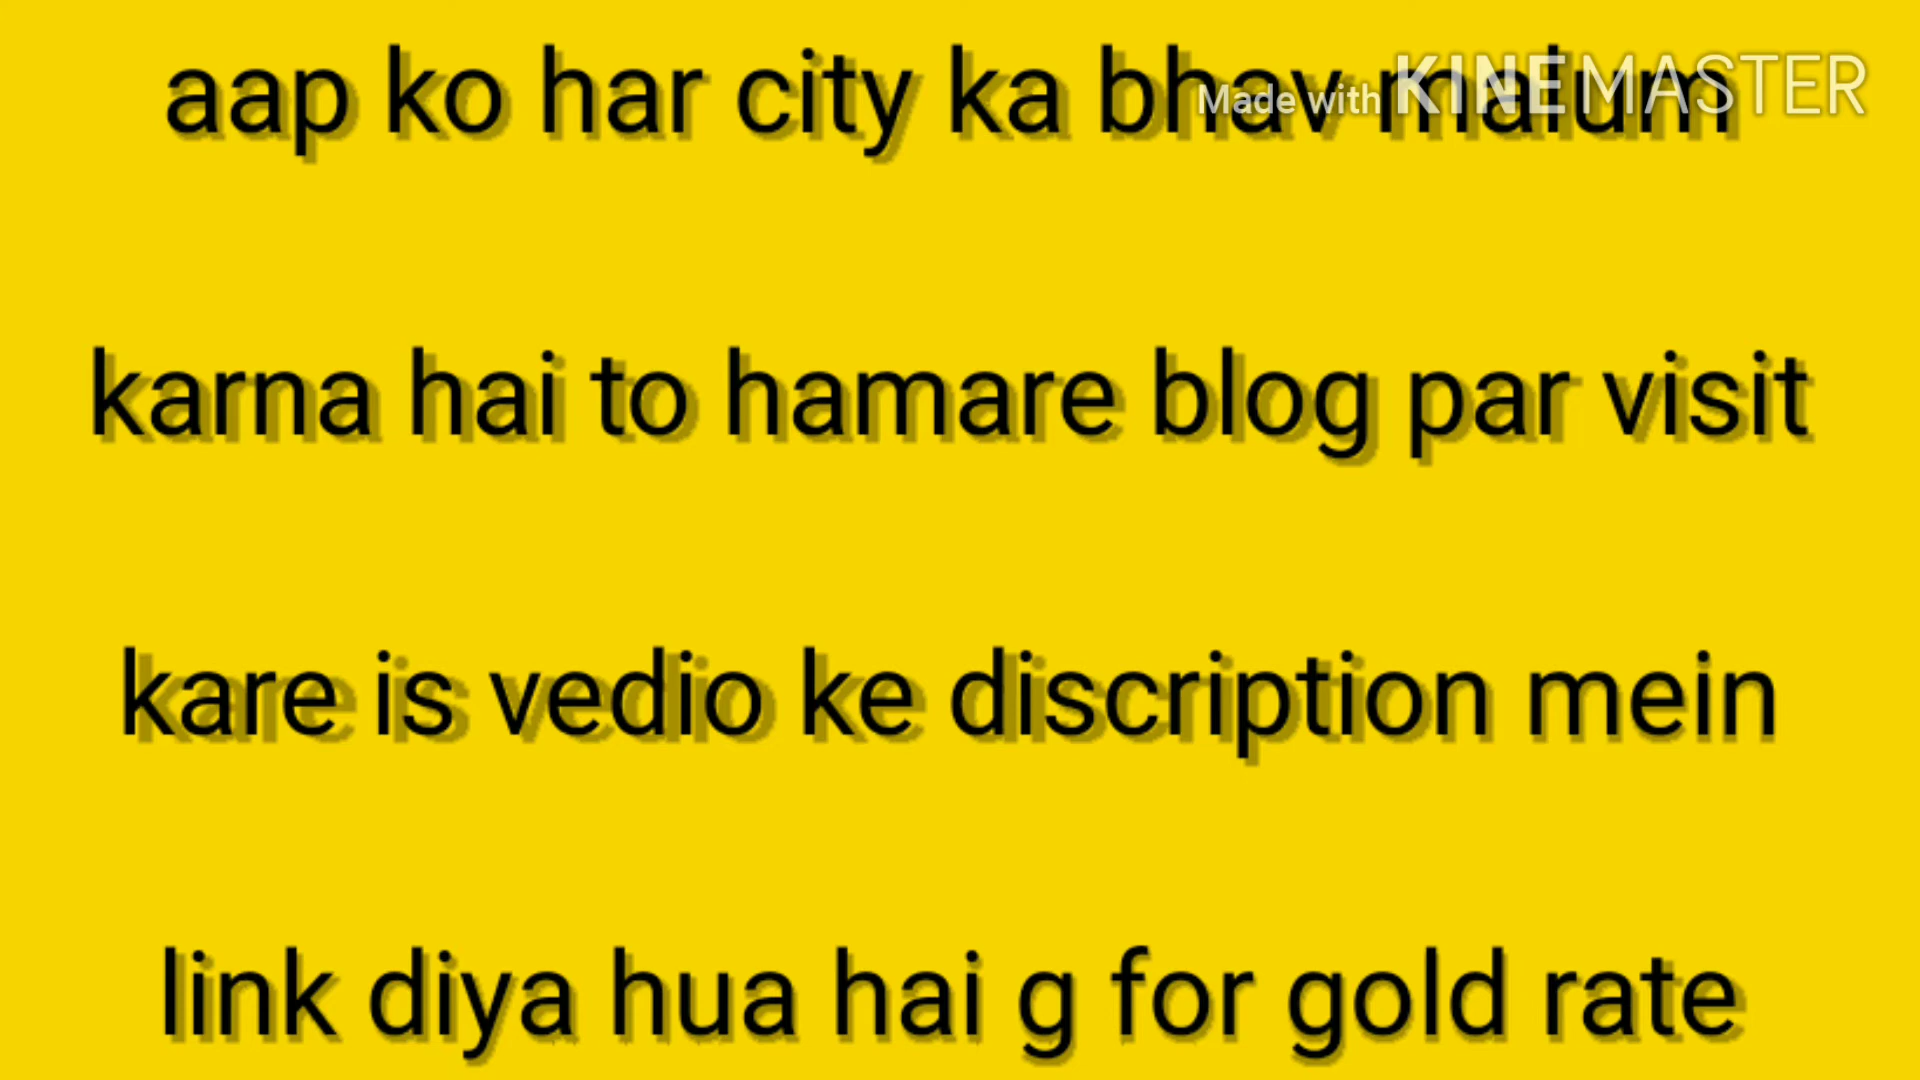 aap ko har city ka bhav malum
Made with KINEMASTER
karna hai to hamare blog par visit
kare is vedio ke discription mein
link diya hua hai g for gold rate